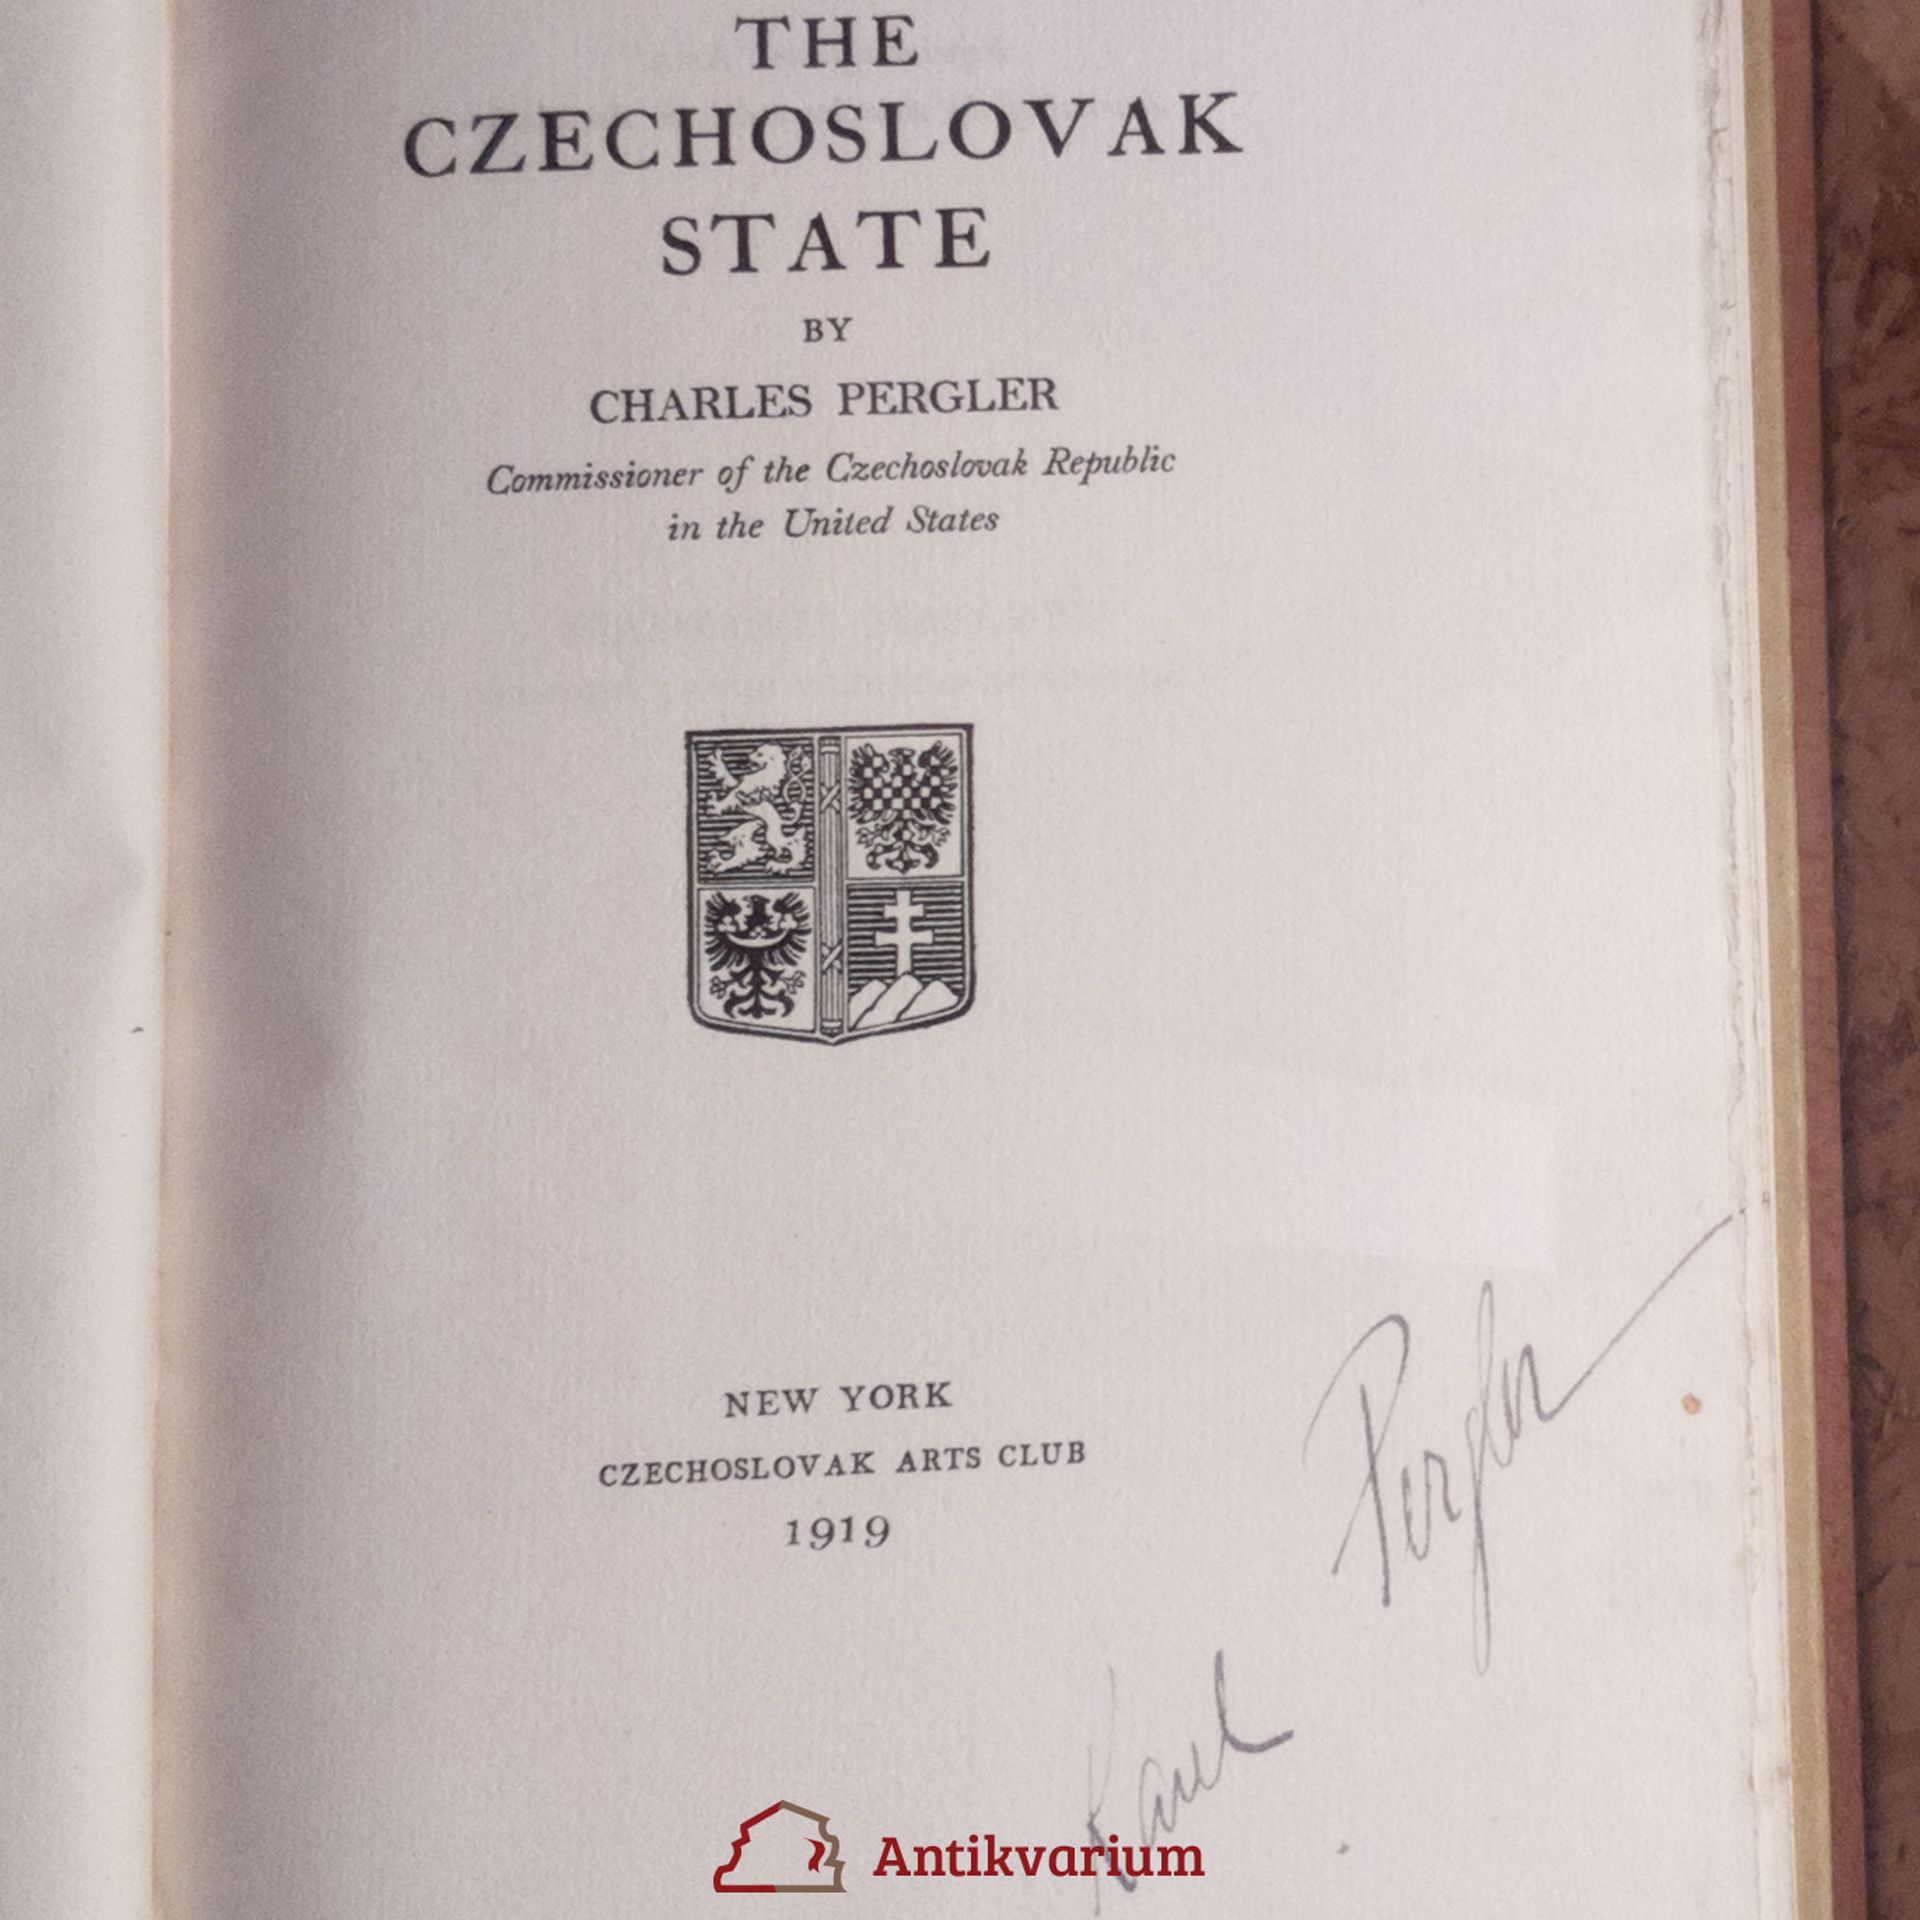 THE
CZECHOSLOVAK
STATE
BY
CHARLES PERGLER
Commissioner of the Czechoslovak Republic
in the United States
NEW YORK
CZECHOSLOVAK ARTS CLUB
1919
Karel Pergler
Antikvarium